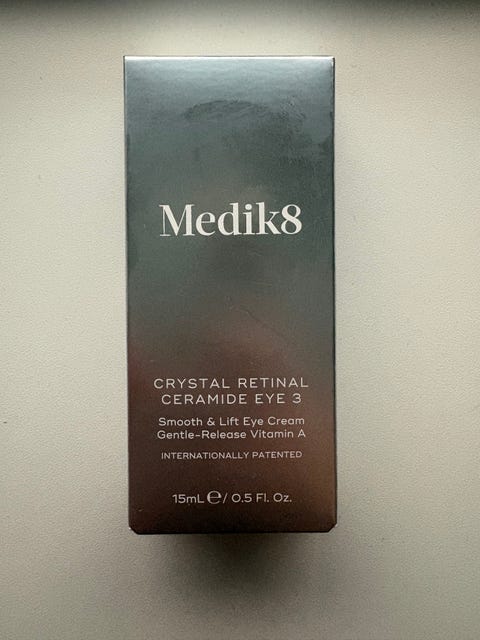 Medik8
CRYSTAL RETINAL
CERAMIDE EYE 3
Smooth & Lift Eye Cream
Gentle-Release Vitamin A
INTERNATIONALLY PATENTED
15mL ℮/ 0.5 Fl. Oz.